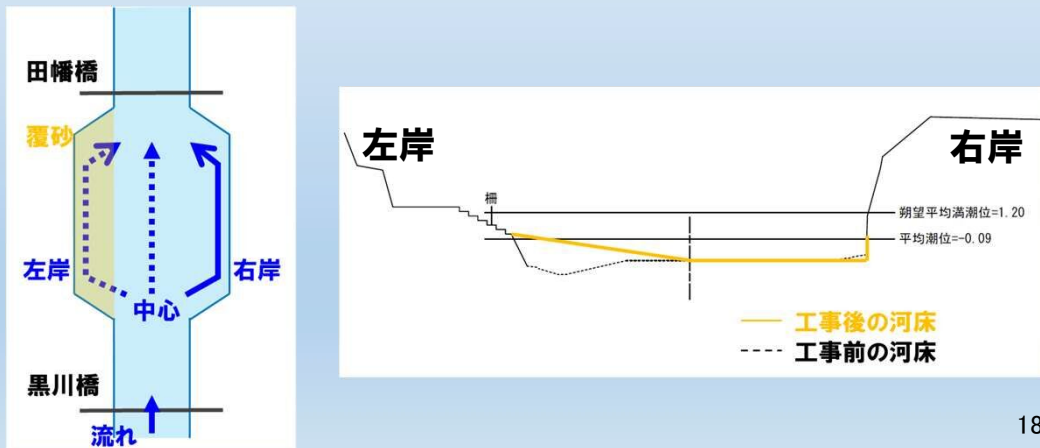 田幡橋
覆砂
左岸
右岸
中心
黒川橋
流れ
左岸
右岸
柵
朔望平均満潮位=1.20
平均潮位=-0.09
工事後の河床
工事前の河床
18